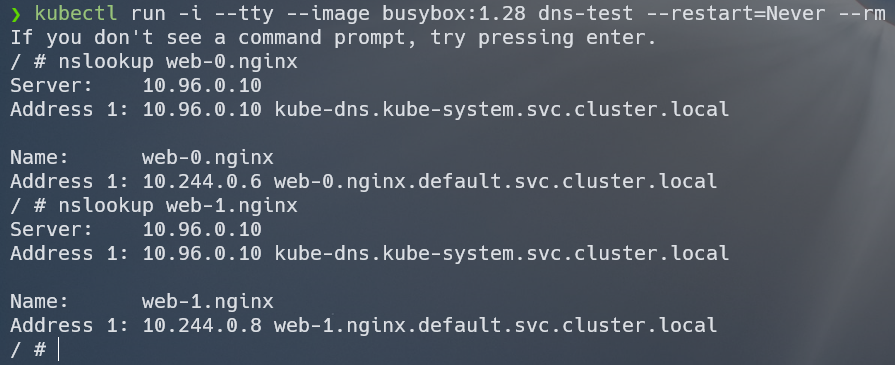 ❯ kubectl run -i --tty --image busybox:1.28 dns-test --restart=Never --rm
If you don't see a command prompt, try pressing enter.
/ # nslookup web-0.nginx
Server:    10.96.0.10
Address 1: 10.96.0.10 kube-dns.kube-system.svc.cluster.local

Name:      web-0.nginx
Address 1: 10.244.0.6 web-0.nginx.default.svc.cluster.local
/ # nslookup web-1.nginx
Server:    10.96.0.10
Address 1: 10.96.0.10 kube-dns.kube-system.svc.cluster.local

Name:      web-1.nginx
Address 1: 10.244.0.8 web-1.nginx.default.svc.cluster.local
/ #